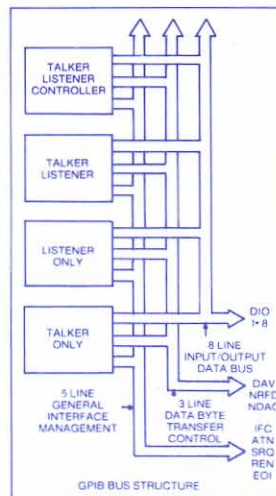 TALKER
LISTENER
CONTROLLER
TALKER
LISTENER
LISTENER
ONLY
TALKER
ONLY
DIO
1-8
8 LINE
INPUT/OUTPUT
DATA BUS
DAV
NRFD
NDAC
5 LINE
GENERAL
INTERFACE
MANAGEMENT
3 LINE
DATA BYTE
TRANSFER
CONTROL
IFC
ATN
SRQ
REN
EOI
GPIB BUS STRUCTURE